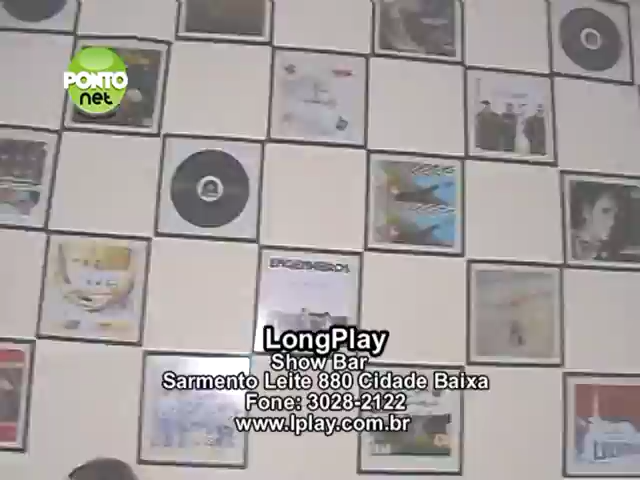 PONTO
net
ENGENHEIROS
LongPlay
Show Bar
Sarmento Leite 880 Cidade Baixa
Fone: 3028-2122
www.lplay.com.br